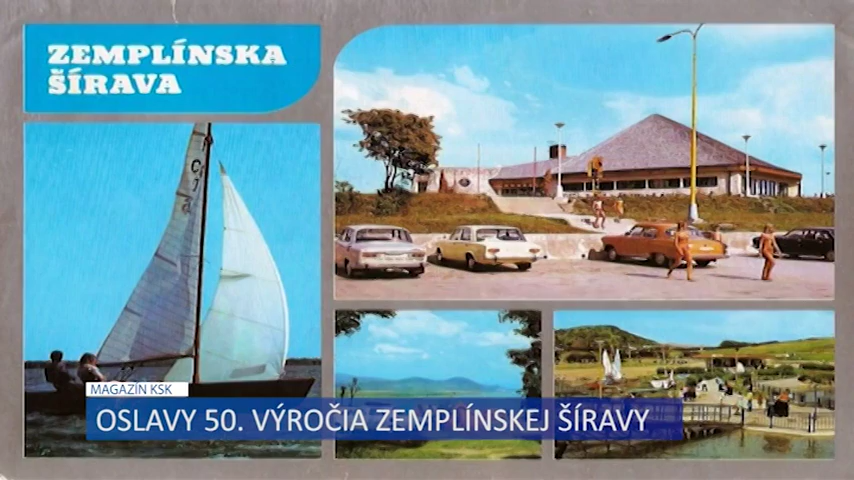 ZEMPLÍNSKA
ŠÍRAVA
MAGAZÍN KSK
OSLAVY 50. VÝROČIA ZEMPLÍNSKEJ ŠÍRAVY